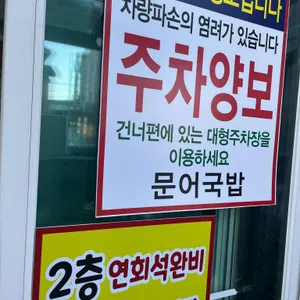 차량파손의 염려가 있습니다
주차양보
건너편에 있는 대형주차장을
이용하세요
문어국밥
2층 연회석완비